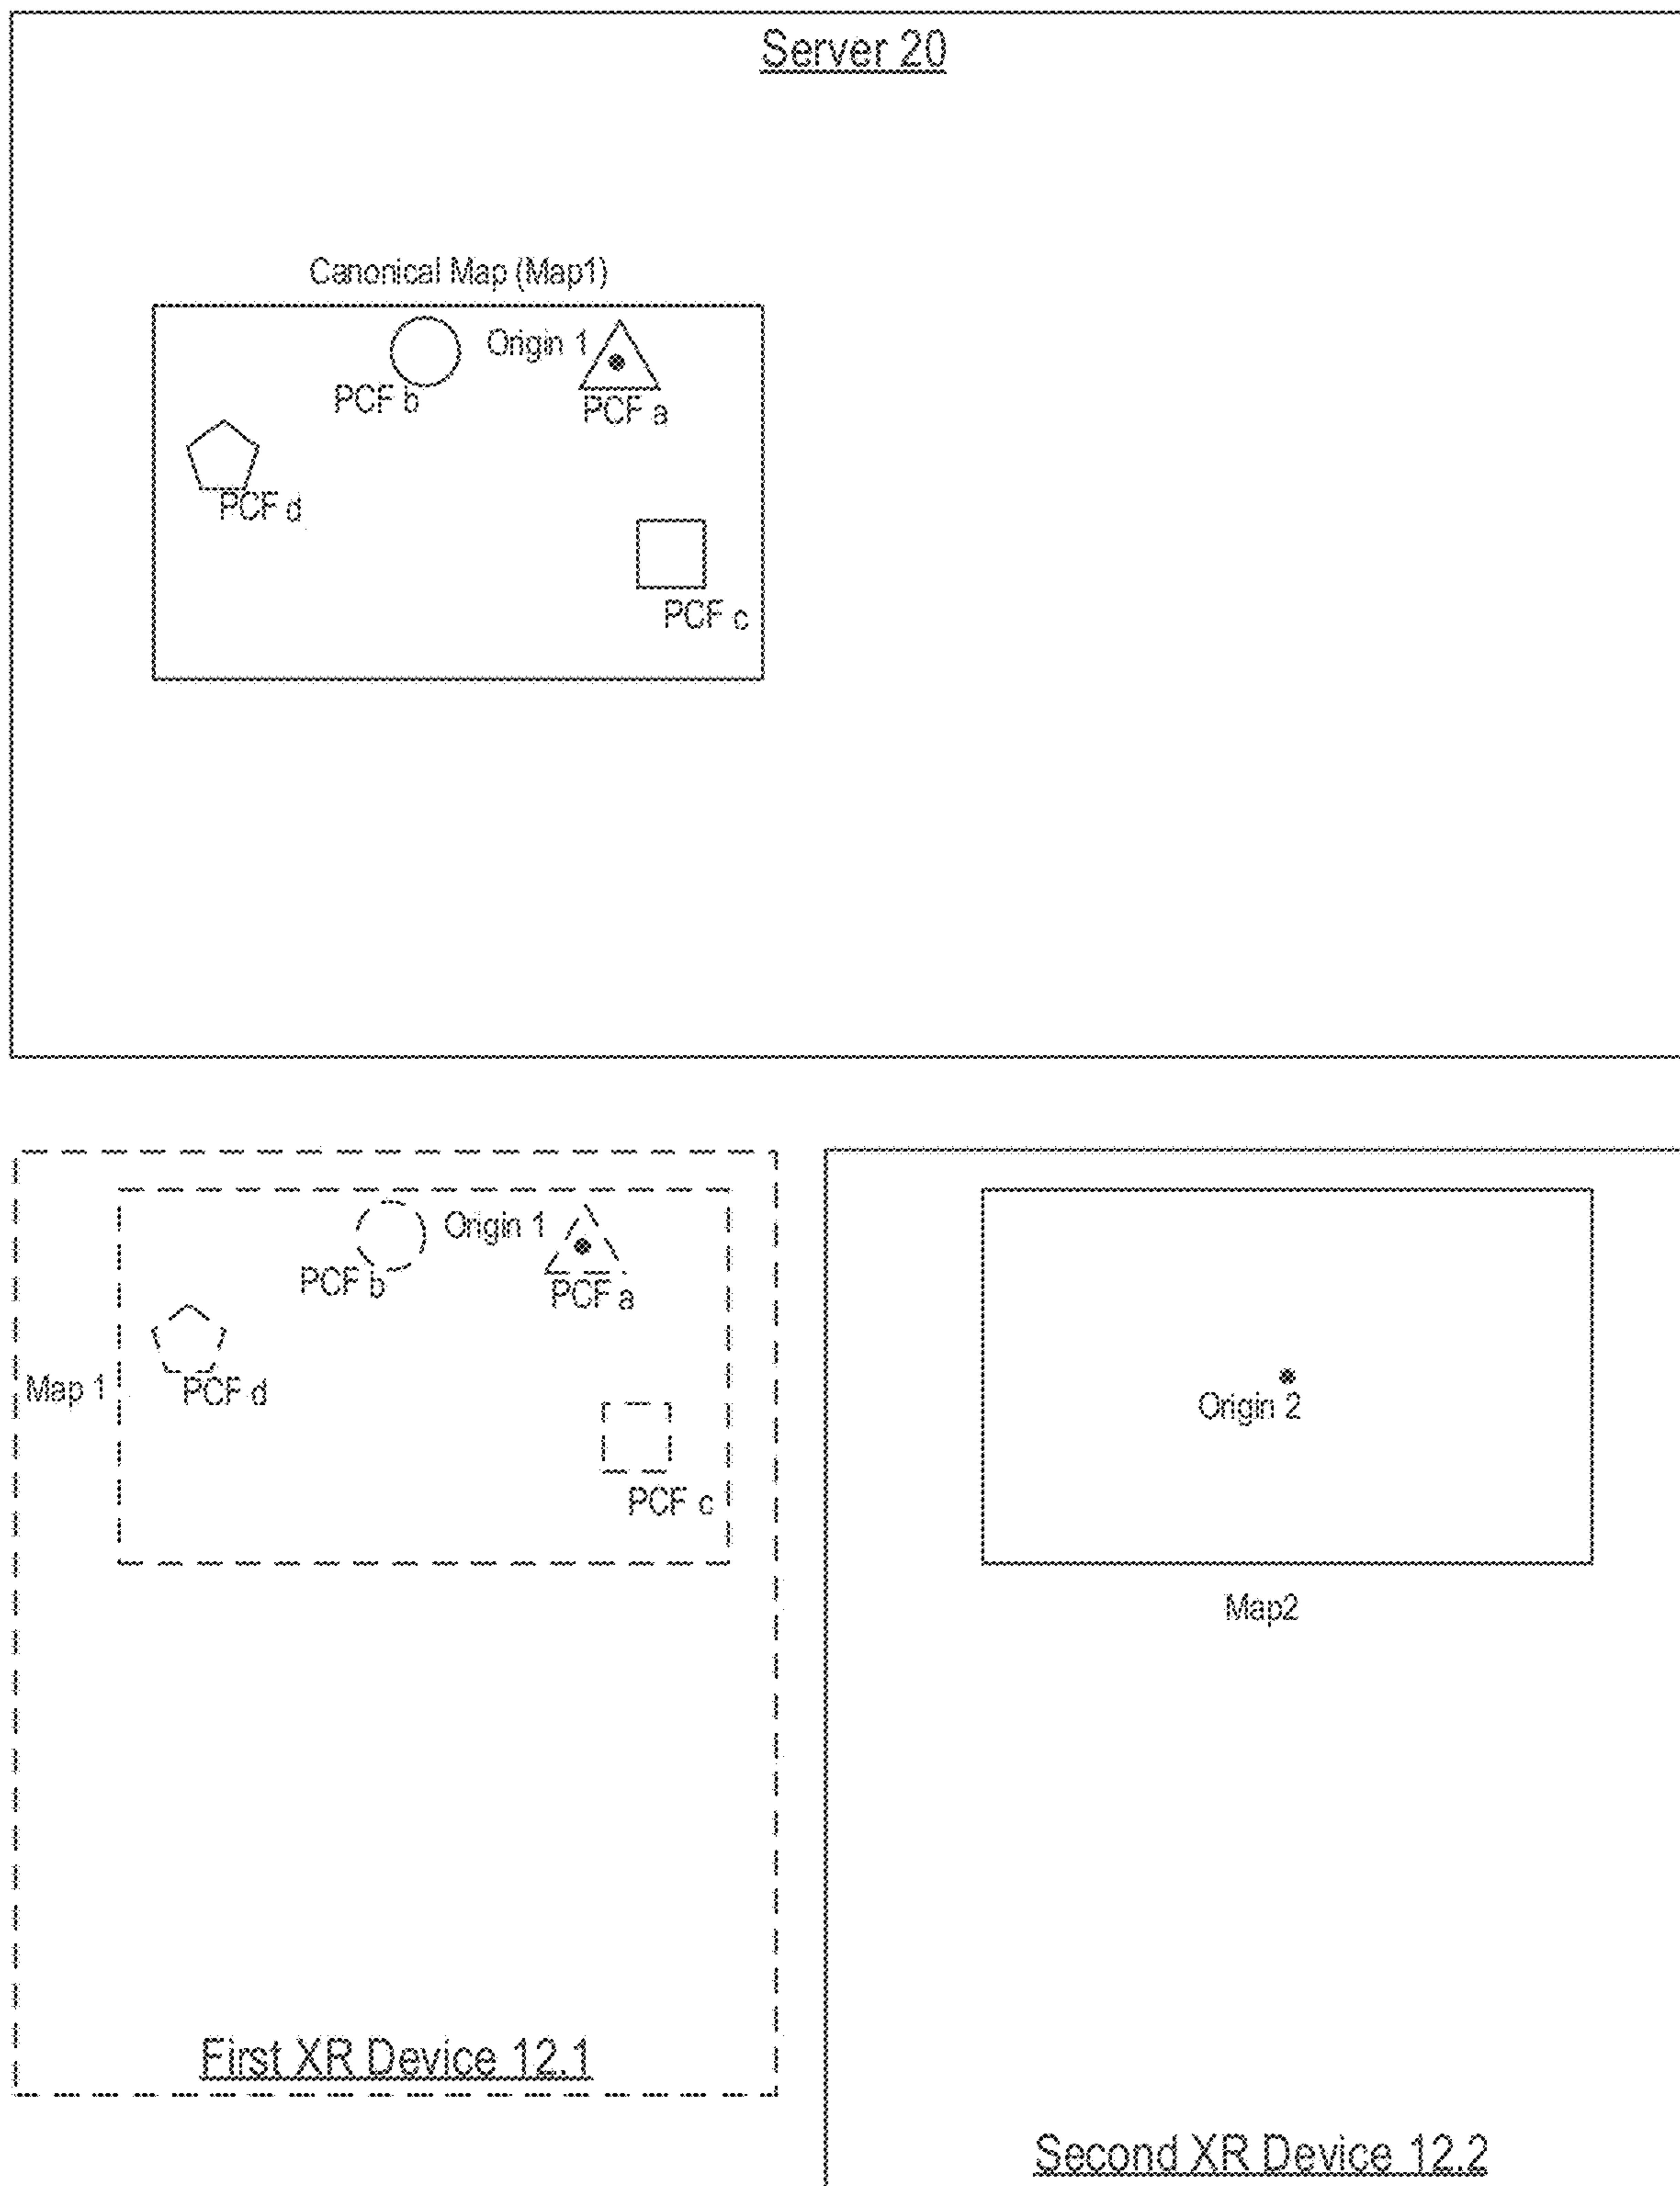 Server 20
Canonical Map (Map1)
Origin 1
PCF b
PCF a
PCF d
PCF c
Origin 1
PCF b
PCF a
Map 1
PCF d
PCF c
First XR Device 12.1
Origin 2
Map2
Second XR Device 12.2